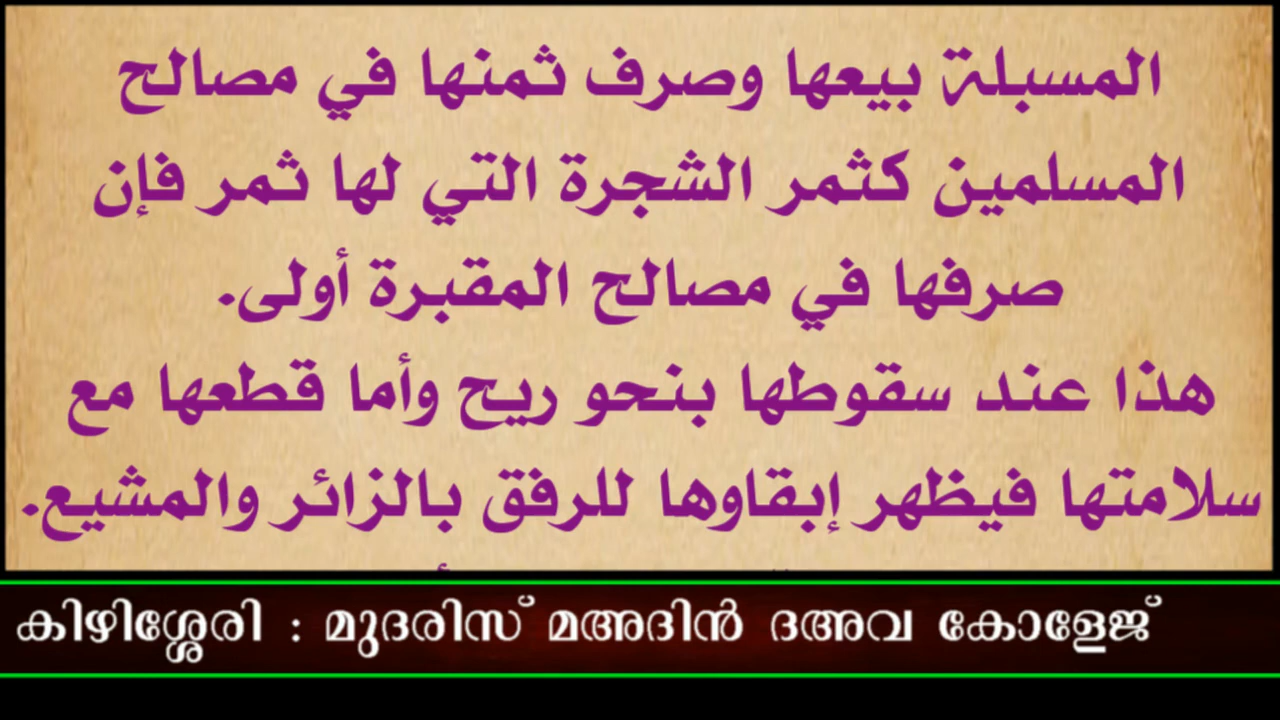 المسبلة بيعها وصرف ثمنها في مصالح
المسلمين كثمر الشجرة التي لها ثمر فإن
صرفها في مصالح المقبرة أولى.
هذا عند سقوطها بنحو ريح وأما قطعها مع
سلامتها فيظهر إبقاوها للرفق بالزائر والمشيع.
കിഴിശ്ശേരി : മുദരിസ് മഅദിൻ ദഅവ കോളേജ്